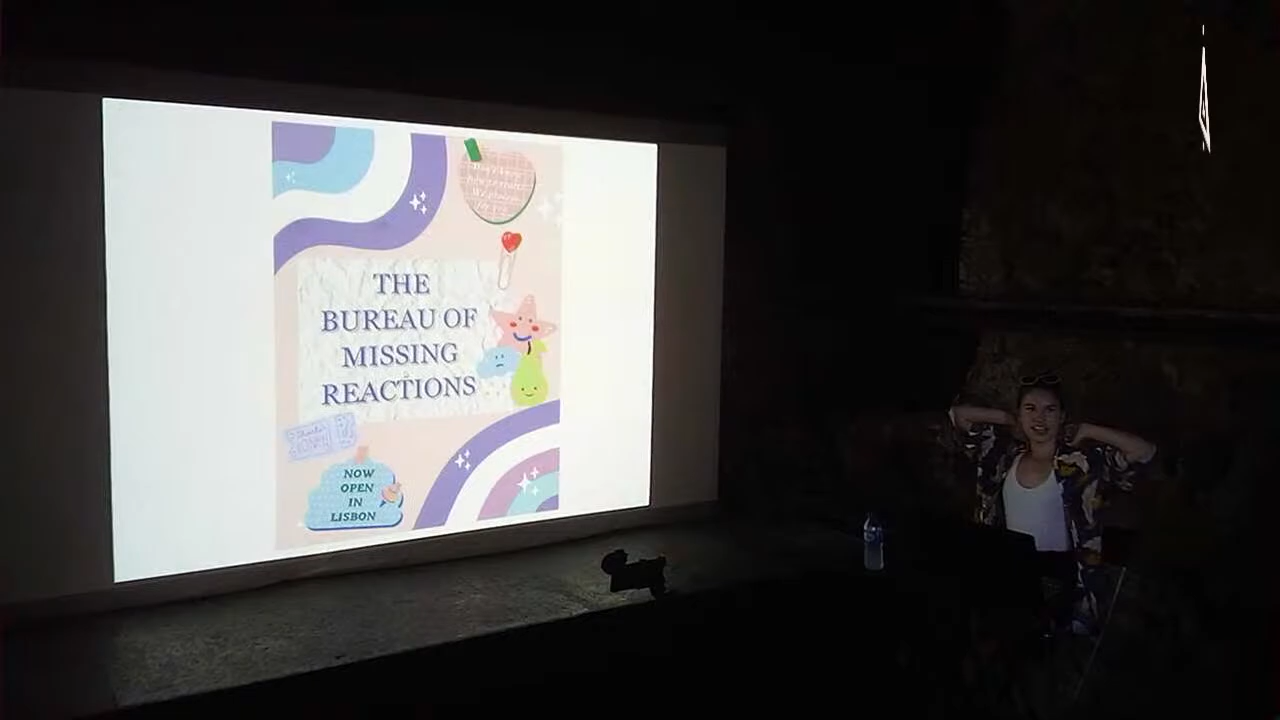 THE
BUREAU OF
MISSING
REACTIONS
NOW
OPEN
IN
LISBON